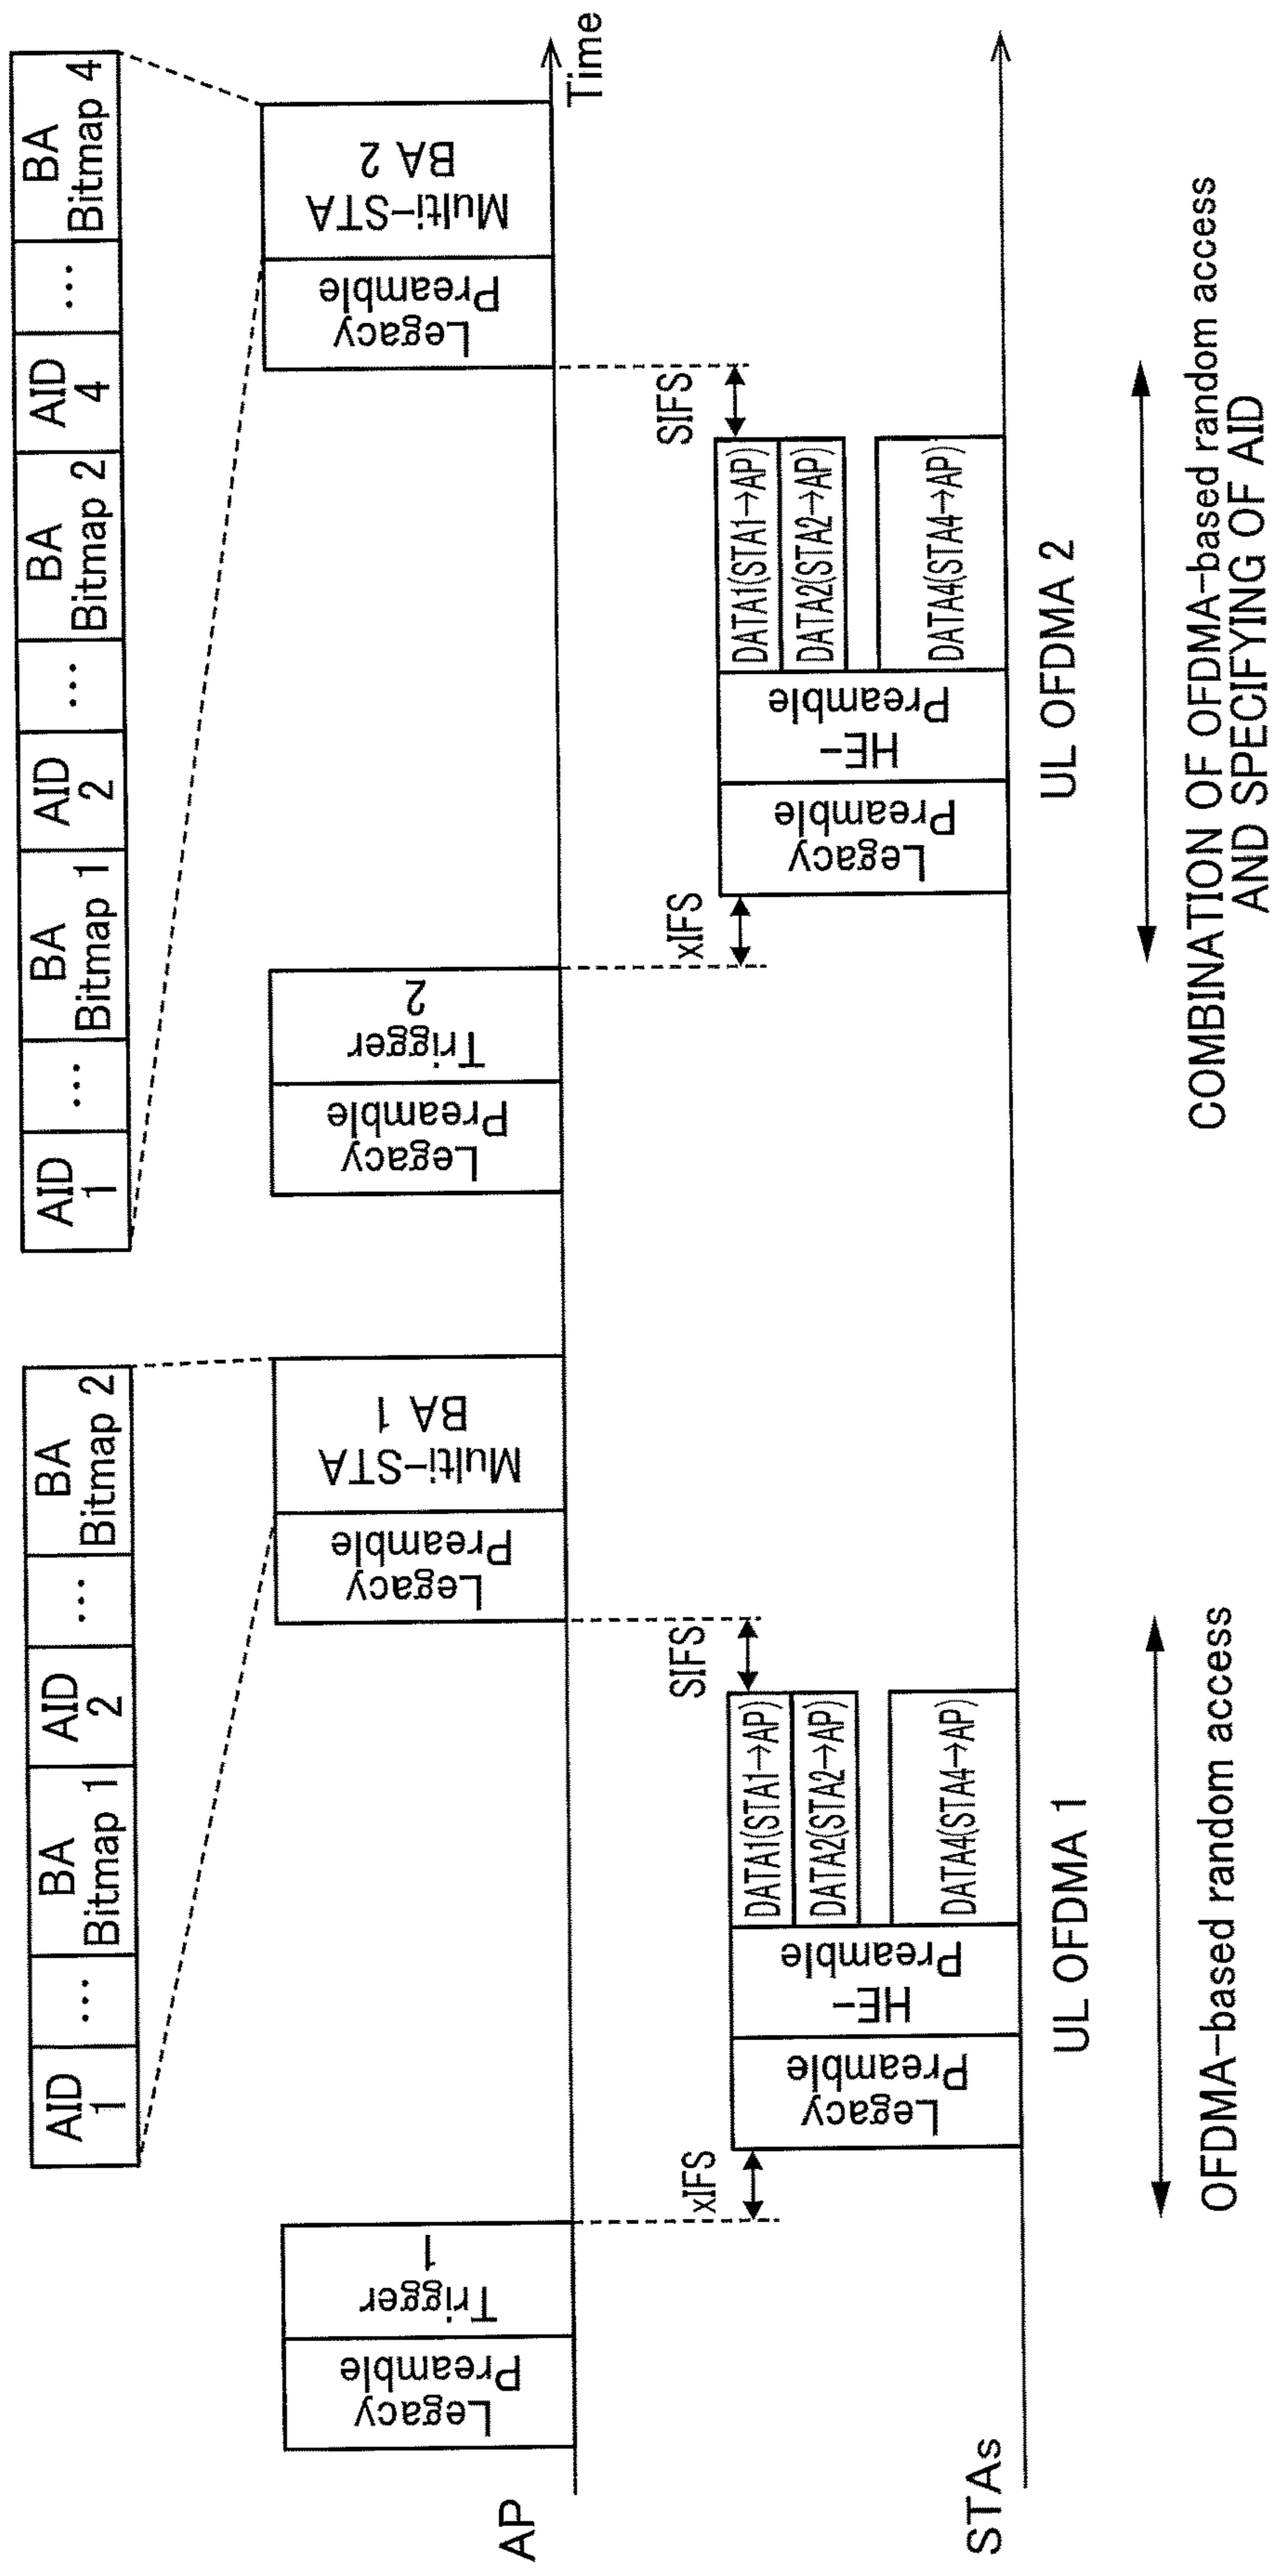 AID
1
...
BA
Bitmap 1
AID
2
...
BA
Bitmap 2
AID
1
...
BA
Bitmap 1
AID
2
...
BA
Bitmap 2
AID
4
...
BA
Bitmap 4
AP
Legacy
Preamble
Trigger
1
Legacy
Preamble
Multi-STA
BA 1
Legacy
Preamble
Trigger
2
Legacy
Preamble
Multi-STA
BA 2
Time
xIFS
SIFS
xIFS
SIFS
STAs
Legacy
Preamble
HE-
Preamble
DATA1(STA1→AP)
DATA2(STA2→AP)
DATA4(STA4→AP)
Legacy
Preamble
HE-
Preamble
DATA1(STA1→AP)
DATA2(STA2→AP)
DATA4(STA4→AP)
UL OFDMA 1
UL OFDMA 2
OFDMA-based random access
COMBINATION OF OFDMA-based random access
AND SPECIFYING OF AID